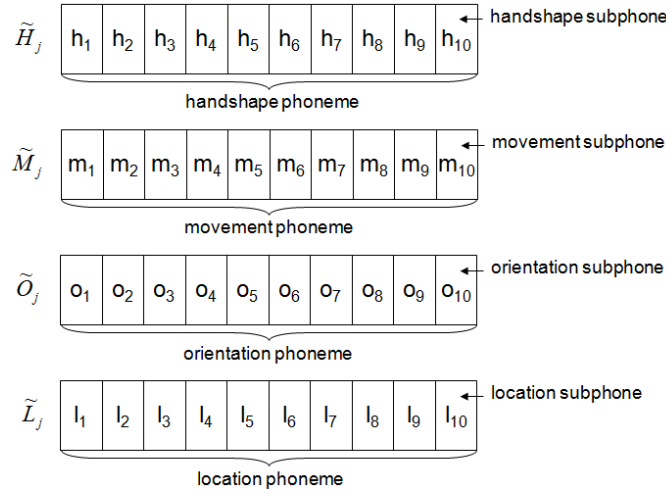 handshape subphone
H̃ⱼ h₁ h₂ h₃ h₄ h₅ h₆ h₇ h₈ h₉ h₁₀
handshape phoneme
movement subphone
M̃ⱼ m₁ m₂ m₃ m₄ m₅ m₆ m₇ m₈ m₉ m₁₀
movement phoneme
orientation subphone
Õⱼ o₁ o₂ o₃ o₄ o₅ o₆ o₇ o₈ o₉ o₁₀
orientation phoneme
location subphone
L̃ⱼ l₁ l₂ l₃ l₄ l₅ l₆ l₇ l₈ l₉ l₁₀
location phoneme